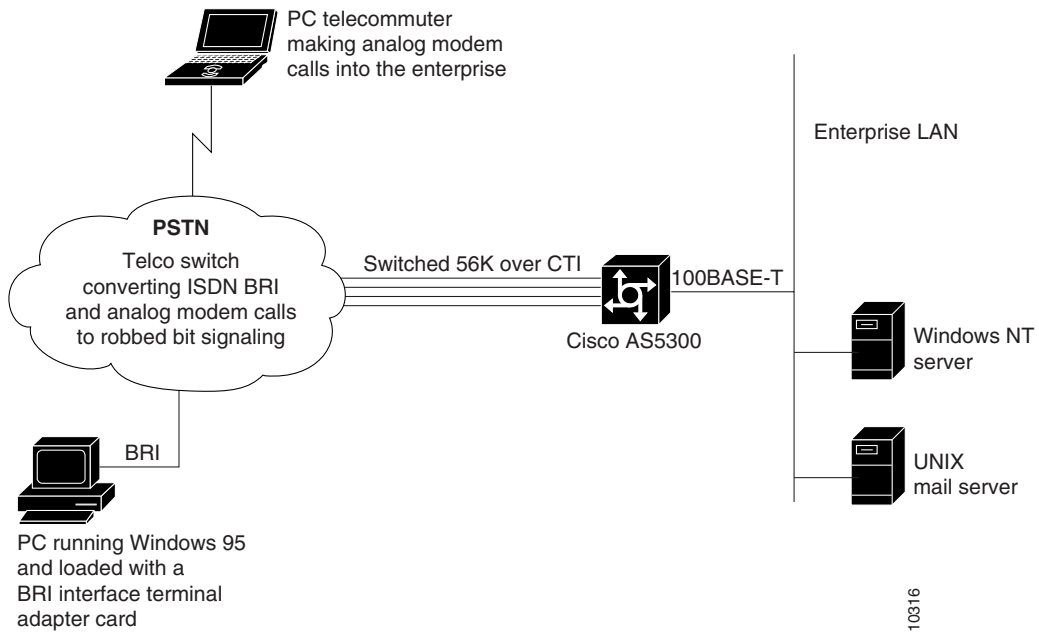 PC telecommuter
making analog modem
calls into the enterprise
Enterprise LAN
PSTN
Telco switch
converting ISDN BRI
and analog modem calls
to robbed bit signaling
Switched 56K over CTI
100BASE-T
Cisco AS5300
Windows NT
server
BRI
UNIX
mail server
PC running Windows 95
and loaded with a
BRI interface terminal
adapter card
10316